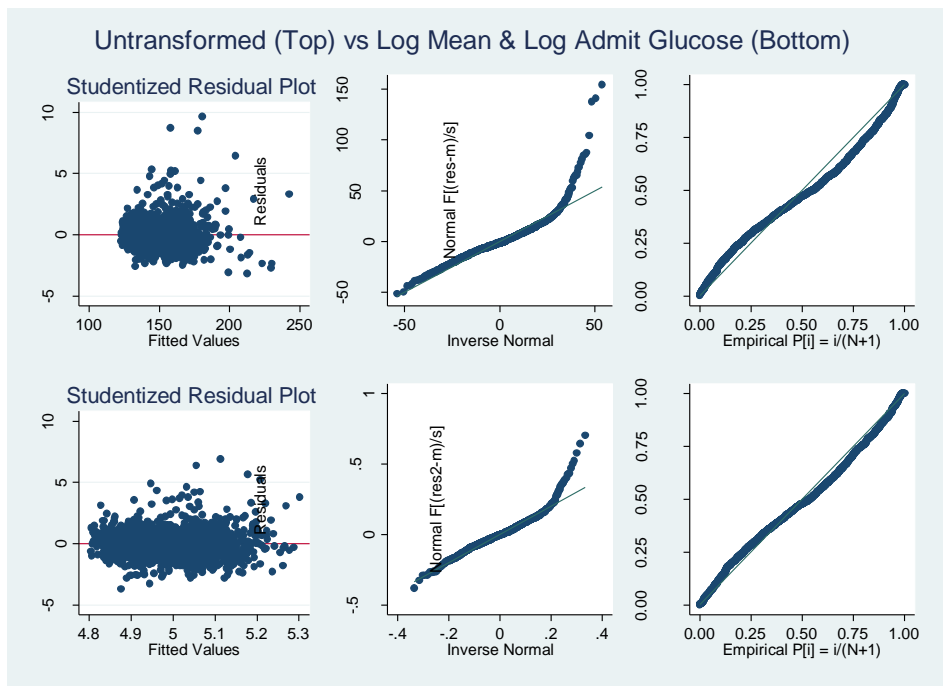 Untransformed (Top) vs Log Mean & Log Admit Glucose (Bottom)
Studentized Residual Plot
10
5
0
-5
100 150 200 250
Fitted Values
Residuals
150
100
50
0
-50
-50 0 50
Inverse Normal
Normal F[(res-m)/s]
1.00
0.75
0.50
0.25
0.00
0.00 0.25 0.50 0.75 1.00
Empirical P[i] = i/(N+1)
Studentized Residual Plot
10
5
0
-5
4.8 4.9 5 5.1 5.2 5.3
Fitted Values
Residuals
1
.5
0
-.5
-.4 -.2 0 .2 .4
Inverse Normal
Normal F[(res2-m)/s]
1.00
0.75
0.50
0.25
0.00
0.00 0.25 0.50 0.75 1.00
Empirical P[i] = i/(N+1)